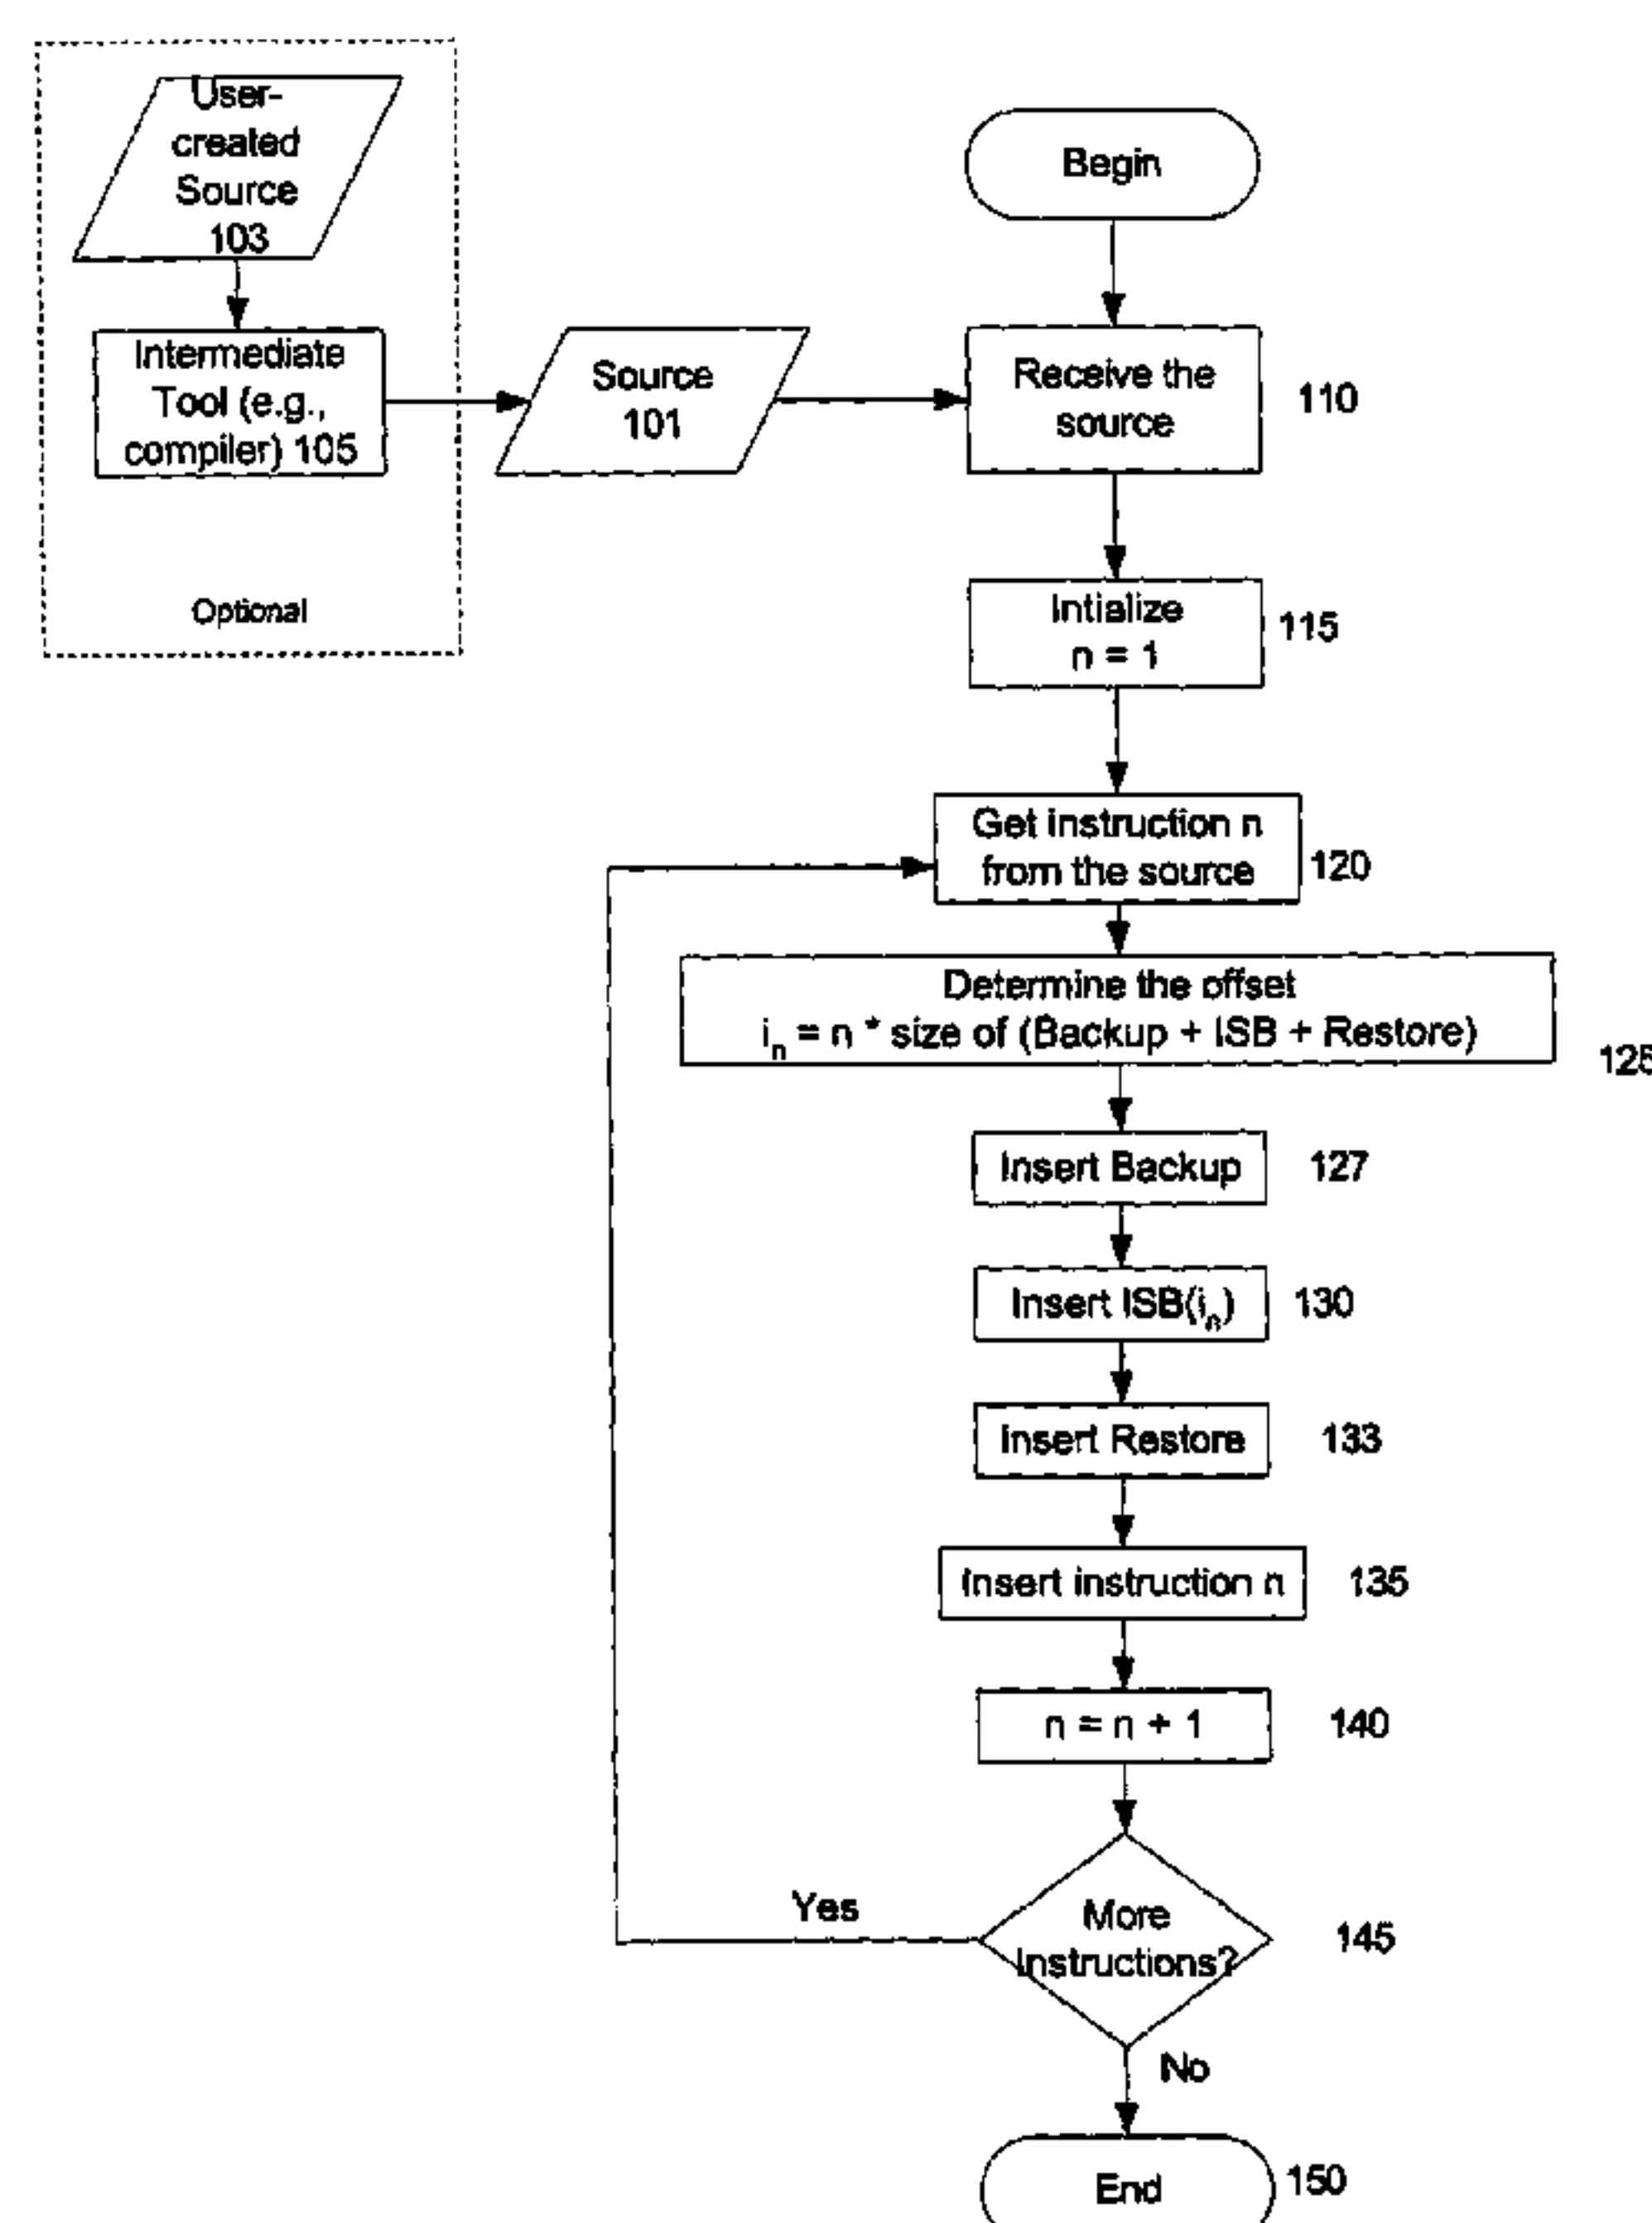 User-
created
Source
103
Intermediate
Tool (e.g.,
compiler) 105
Optional
Source
101
Begin
Receive the
source
110
Intialize
n = 1
115
Get instruction n
from the source
120
Determine the offset
iₙ = n * size of (Backup + ISB + Restore)
125
Insert Backup
127
Insert ISB(iₙ)
130
Insert Restore
133
Insert instruction n
135
n = n + 1
140
More
Instructions?
145
Yes
No
End
150